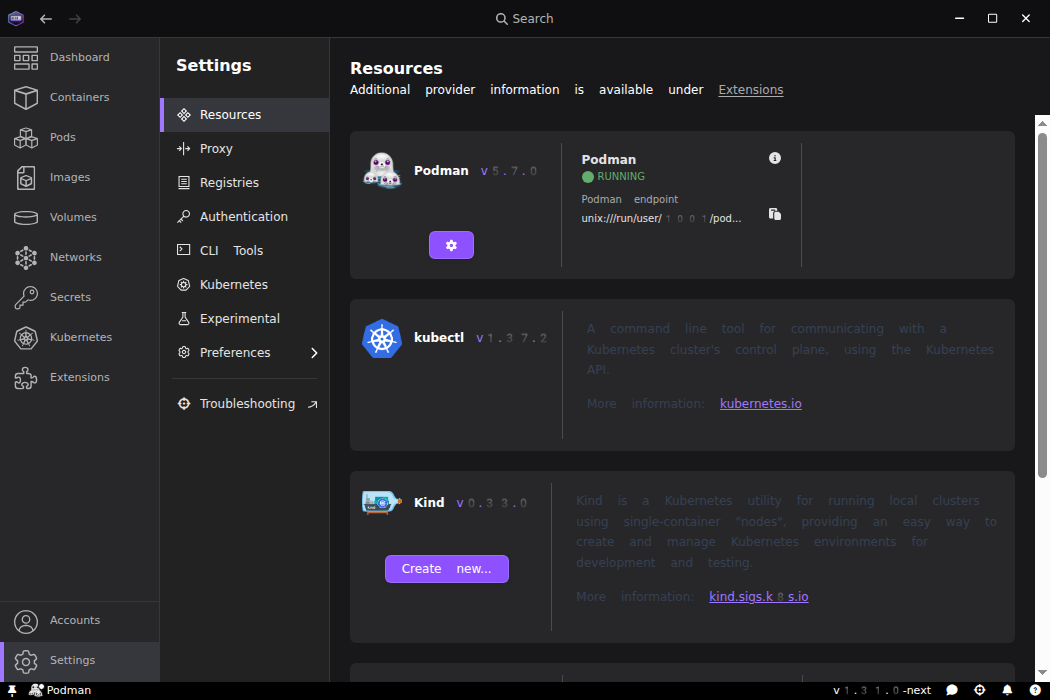 Search
Dashboard
Containers
Pods
Images
Volumes
Networks
Secrets
Kubernetes
Extensions
Accounts
Settings
Settings
Resources
Proxy
Registries
Authentication
CLI Tools
Kubernetes
Experimental
Preferences
Troubleshooting
Resources
Additional provider information is available under Extensions
Podman v5.7.0
Podman
RUNNING
Podman endpoint
unix:///run/user/1001/pod...
kubectl v1.37.2
A command line tool for communicating with a
Kubernetes cluster's control plane, using the Kubernetes
API.
More information: kubernetes.io
Kind v0.33.0
Create new...
Kind is a Kubernetes utility for running local clusters
using single-container "nodes", providing an easy way to
create and manage Kubernetes environments for
development and testing.
More information: kind.sigs.k8s.io
Podman
v1.31.0-next